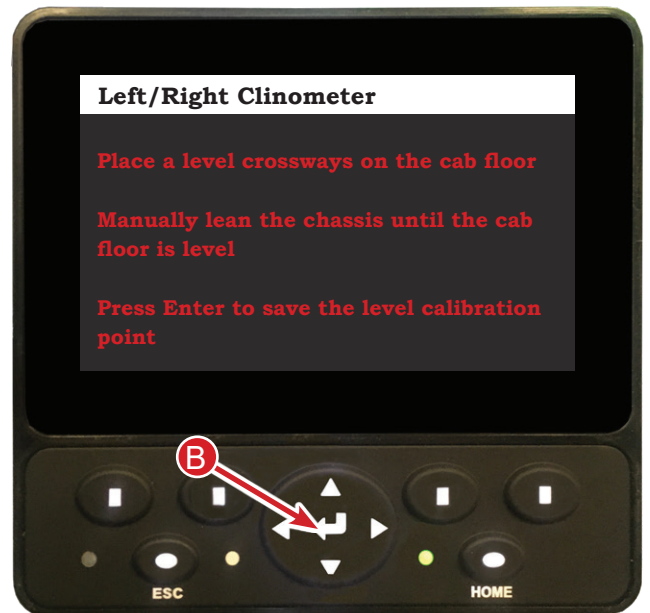 Left/Right Clinometer
Place a level crossways on the cab floor
Manually lean the chassis until the cab
floor is level
Press Enter to save the level calibration
point
B
ESC
HOME